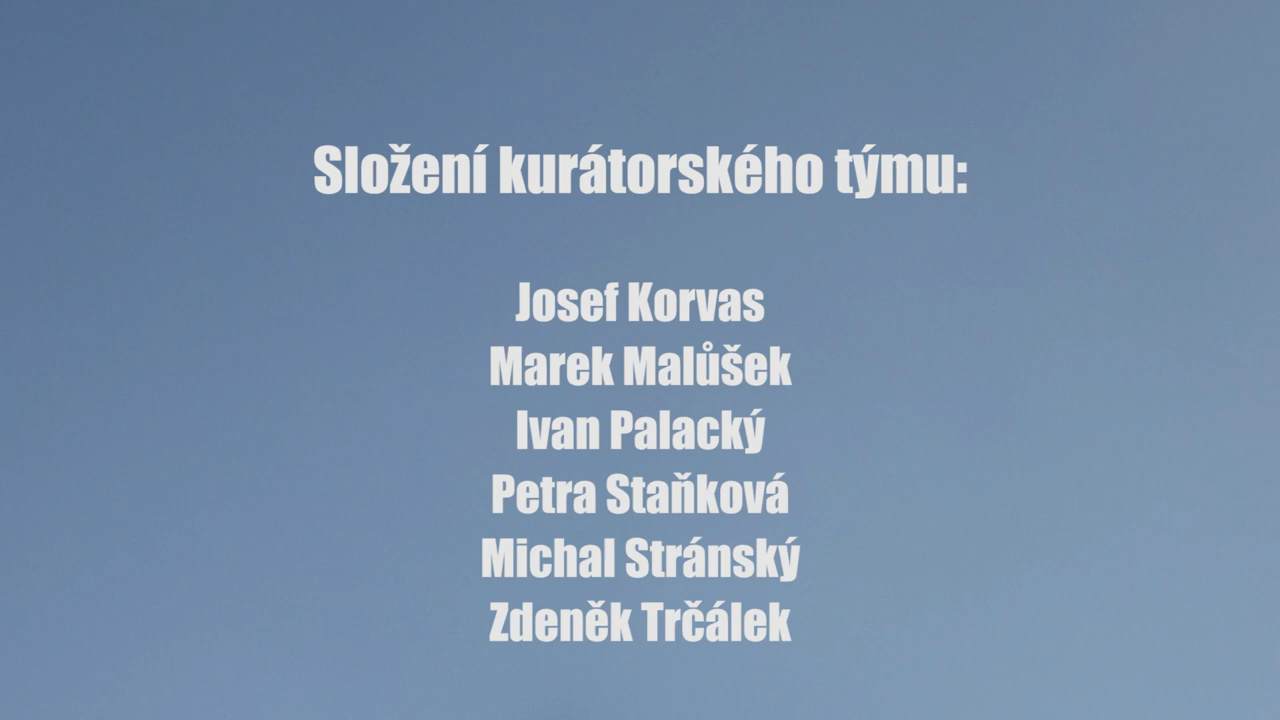 Složení kurátorského týmu:
Josef Korvas
Marek Malůšek
Ivan Palacký
Petra Staňková
Michal Stránský
Zdeněk Trčálek